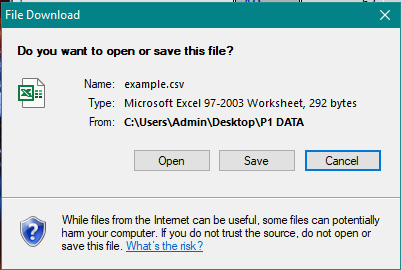 File Download
Do you want to open or save this file?
Name: example.csv
Type: Microsoft Excel 97-2003 Worksheet, 292 bytes
From: C:\Users\Admin\Desktop\P1 DATA
Open Save Cancel
While files from the Internet can be useful, some files can potentially
harm your computer. If you do not trust the source, do not open or
save this file. What's the risk?